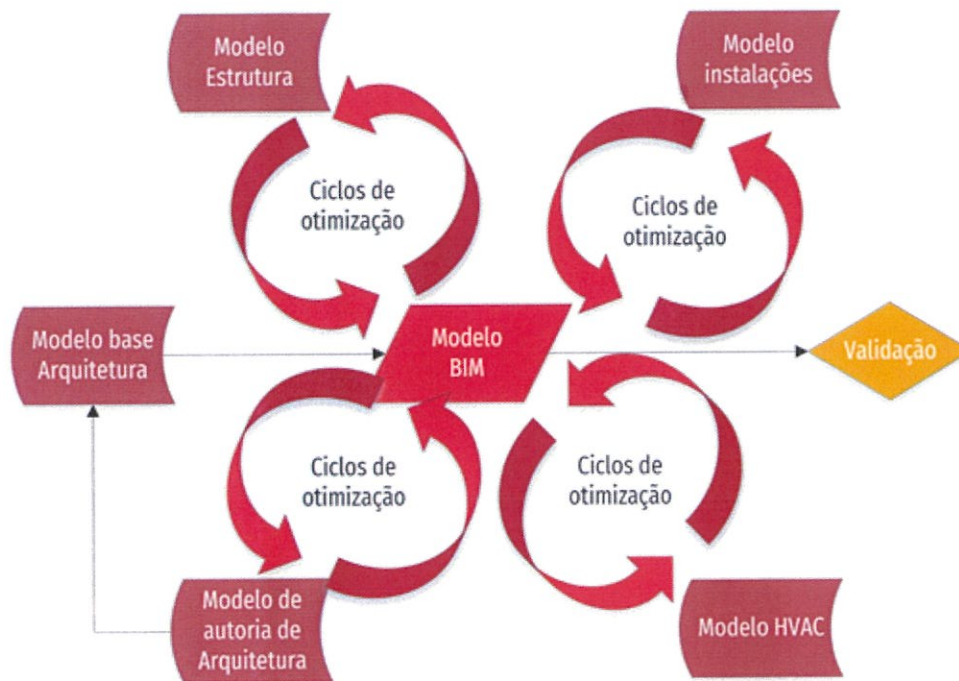 Modelo
Estrutura
Modelo
instalações
Ciclos de
otimização
Ciclos de
otimização
Modelo base
Arquitetura
Modelo
BIM
Validação
Ciclos de
otimização
Ciclos de
otimização
Modelo de
autoria de
Arquitetura
Modelo HVAC